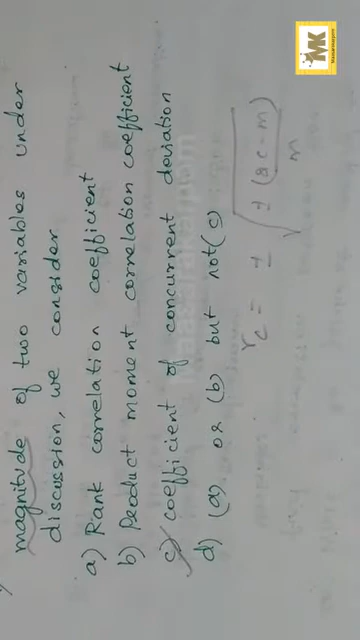 magnitude of two variables under
discussion, we consider
a) Rank correlation coefficient
b) Product moment correlation coefficient
c) coefficient of concurrent deviation
d) (a) or (b) but not (c)
r_c = ± √(± (2c-m) / m)
MK